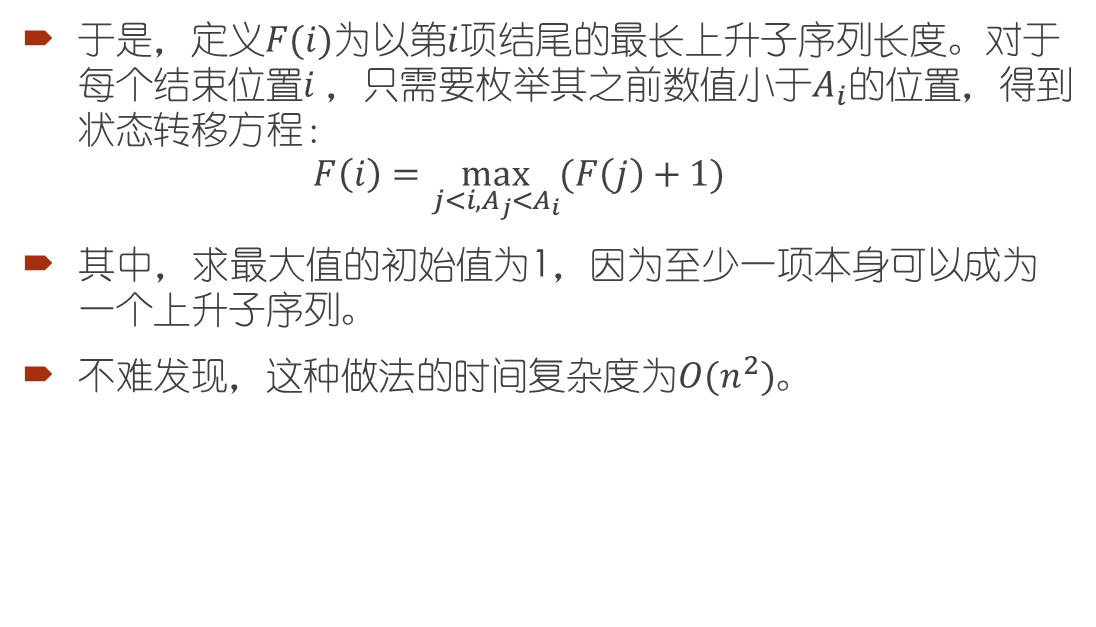 于是，定义F(i)为以第i项结尾的最长上升子序列长度。对于
每个结束位置i ，只需要枚举其之前数值小于Aᵢ的位置，得到
状态转移方程：
F(i) = max (F(j) + 1)
j<i,Aⱼ<Aᵢ
其中，求最大值的初始值为1，因为至少一项本身可以成为
一个上升子序列。
不难发现，这种做法的时间复杂度为O(n²)。